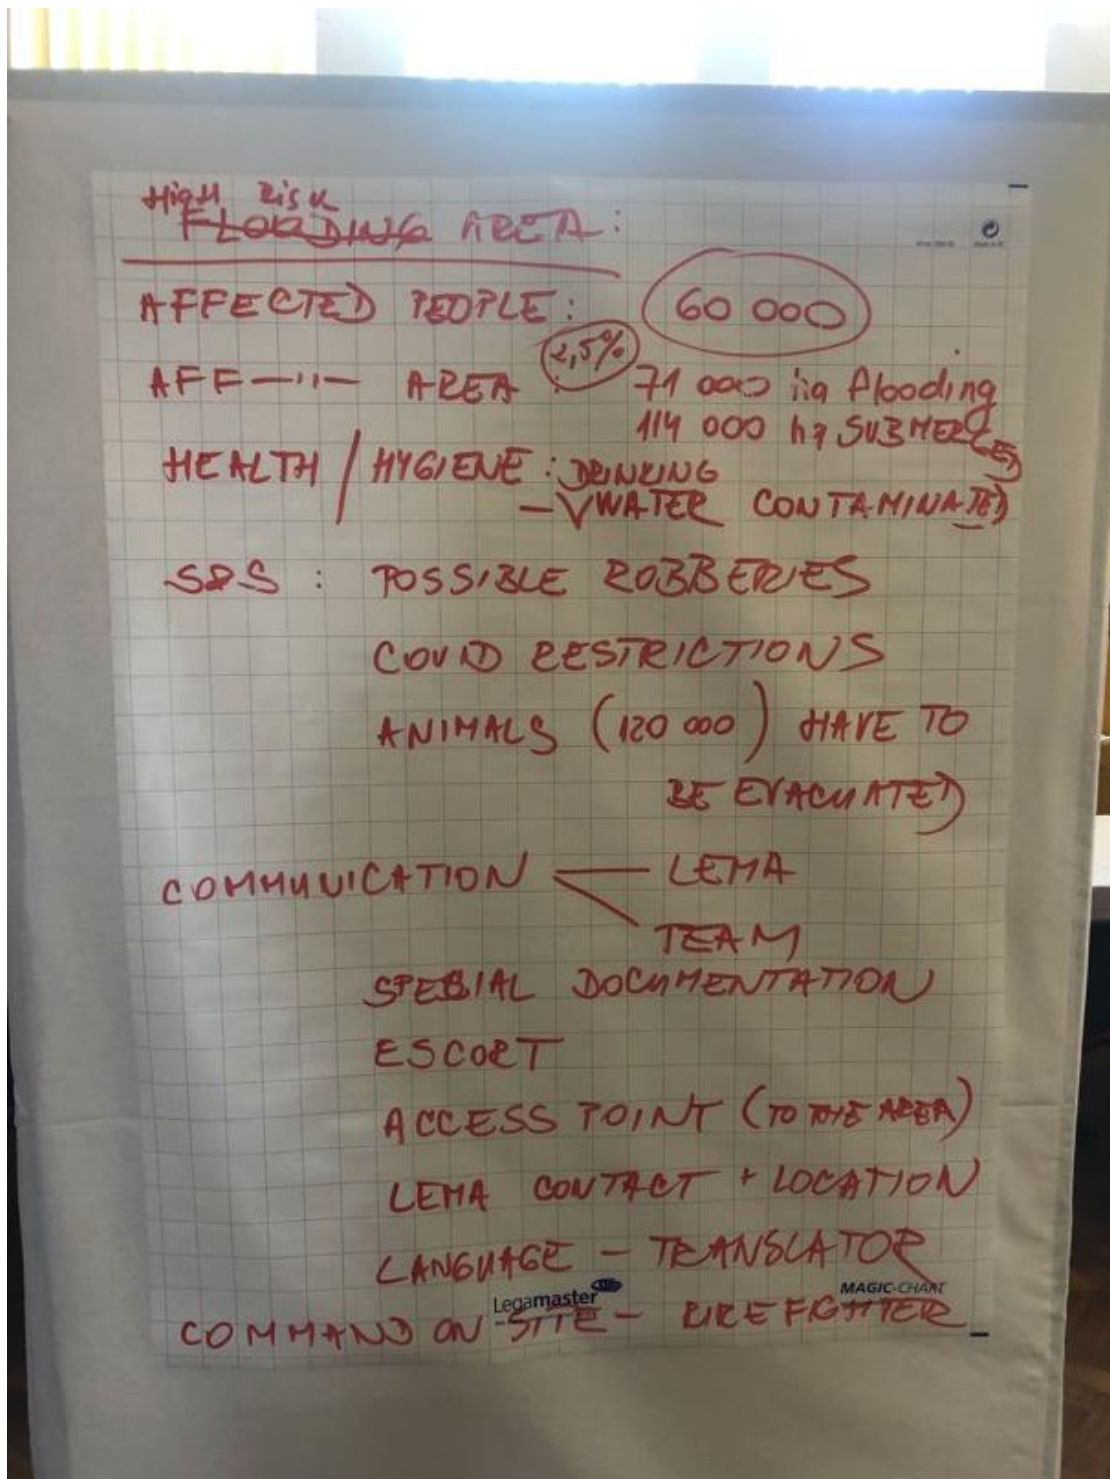 HigH Risk
FLOODING AREA:
AFFECTED PEOPLE: 60 000
2,5%
AFF—"— AREA : 71 000 ha flooding
114 000 ha SUBMERGED
HEALTH / HYGIENE : DRINKING
– V WATER CONTAMINATED
S&S : POSSIBLE ROBBERIES
COVID RESTRICTIONS
ANIMALS (120 000) HAVE TO
BE EVACUATED
COMMUNICATION LEMA
TEAM
SPECIAL DOCUMENTATION
ESCORT
ACCESS POINT (TO THE AREA)
LEMA CONTACT + LOCATION
LANGUAGE – TRANSLATOR
Legamaster
MAGIC-CHART
COMMAND ON-SITE – FIREFIGHTER